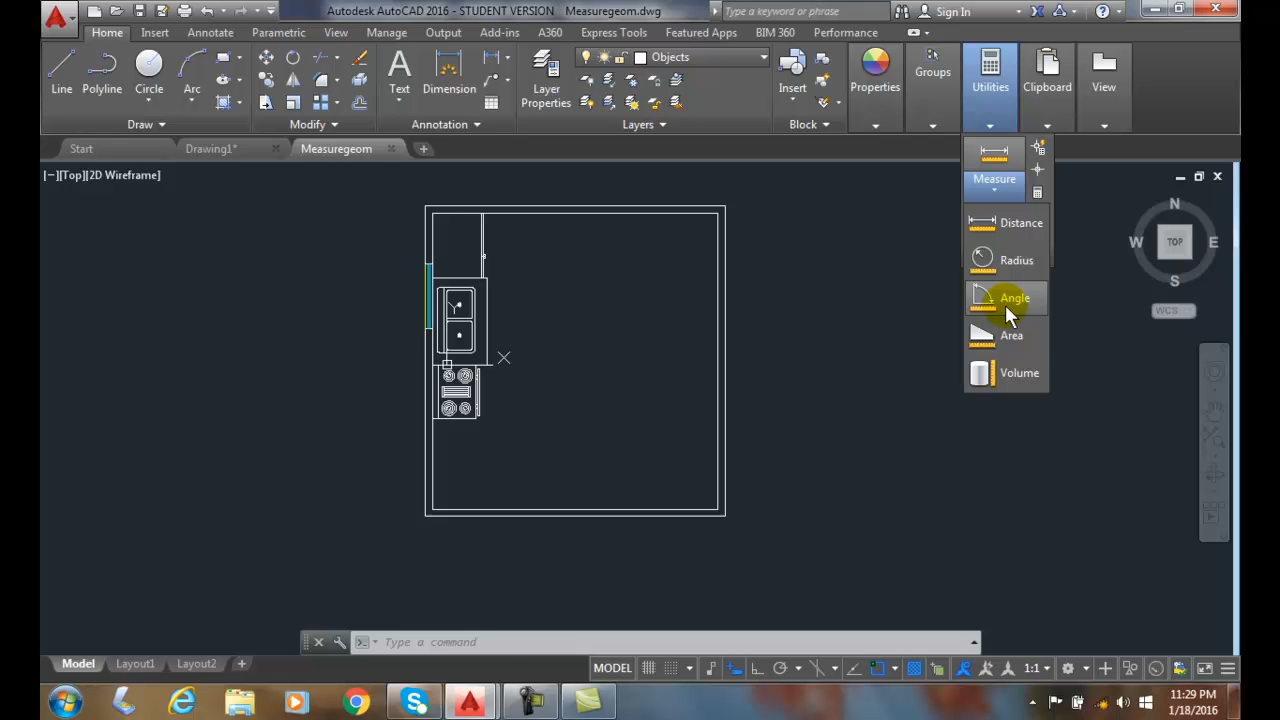 Autodesk AutoCAD 2016 - STUDENT VERSION Measuregeom.dwg
Type a keyword or phrase
Sign In
Home Insert Annotate Parametric View Manage Output Add-ins A360 Express Tools Featured Apps BIM 360 Performance
Objects
Line Polyline Circle Arc
Text Dimension
Layer
Properties
Insert
Properties
Groups
Utilities
Clipboard
View
Draw Modify Annotation Layers Block
Start Drawing1* Measuregeom
[−][Top][2D Wireframe]
Measure
Distance
Radius
Angle
Area
Volume
N
W TOP E
S
WCS
Type a command
Model Layout1 Layout2
MODEL 1:1
11:29 PM
1/18/2016